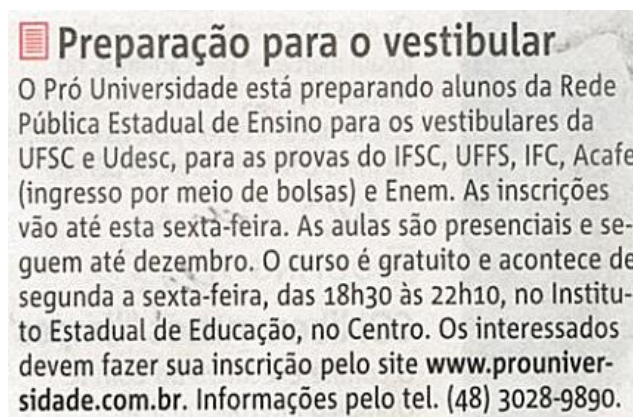 Preparação para o vestibular
O Pró Universidade está preparando alunos da Rede
Pública Estadual de Ensino para os vestibulares da
UFSC e Udesc, para as provas do IFSC, UFFS, IFC, Acafe
(ingresso por meio de bolsas) e Enem. As inscrições
vão até esta sexta-feira. As aulas são presenciais e se-
guem até dezembro. O curso é gratuito e acontece de
segunda a sexta-feira, das 18h30 às 22h10, no Institu-
to Estadual de Educação, no Centro. Os interessados
devem fazer sua inscrição pelo site www.prouniver-
sidade.com.br. Informações pelo tel. (48) 3028-9890.